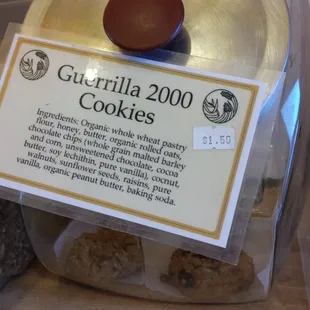 Guerrilla 2000
Cookies
$1.50
Ingredients: Organic whole wheat pastry
flour, honey, butter, organic rolled oats,
chocolate chips (whole grain malted barley
and corn, unsweetened chocolate, cocoa
butter, soy lechithin, pure vanilla), cocnut,
walnuts, sunflower seeds, raisins, pure
vanilla, organic peanut butter, baking soda.